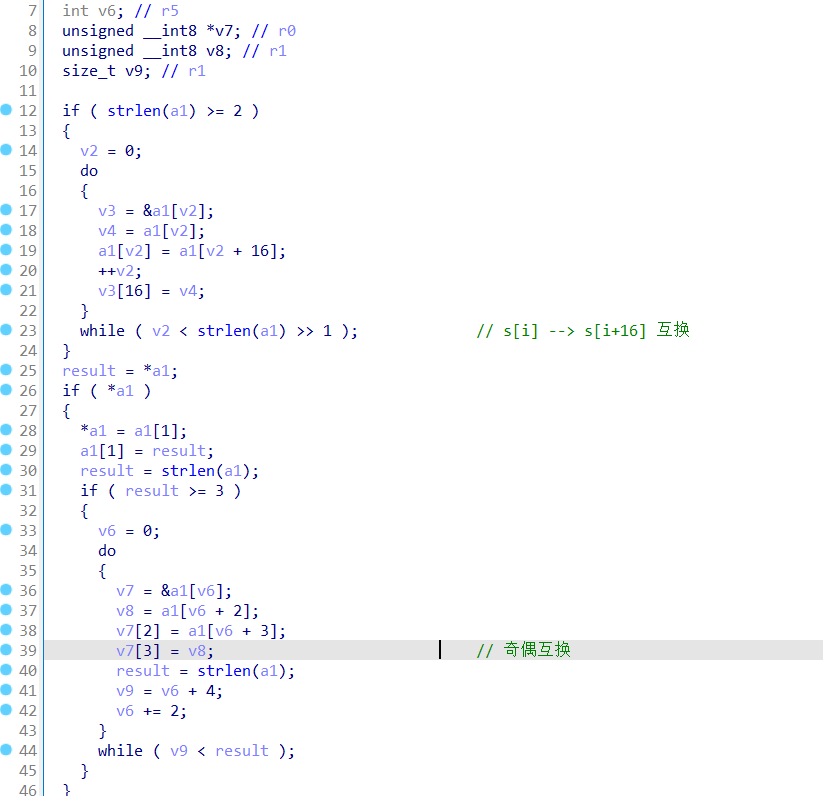 7 int v6; // r5
8 unsigned __int8 *v7; // r0
9 unsigned __int8 v8; // r1
10 size_t v9; // r1
11
12 if ( strlen(a1) >= 2 )
13 {
14 v2 = 0;
15 do
16 {
17 v3 = &a1[v2];
18 v4 = a1[v2];
19 a1[v2] = a1[v2 + 16];
20 ++v2;
21 v3[16] = v4;
22 }
23 while ( v2 < strlen(a1) >> 1 ); // s[i] --> s[i+16] 互换
24 }
25 result = *a1;
26 if ( *a1 )
27 {
28 *a1 = a1[1];
29 a1[1] = result;
30 result = strlen(a1);
31 if ( result >= 3 )
32 {
33 v6 = 0;
34 do
35 {
36 v7 = &a1[v6];
37 v8 = a1[v6 + 2];
38 v7[2] = a1[v6 + 3];
39 v7[3] = v8; // 奇偶互换
40 result = strlen(a1);
41 v9 = v6 + 4;
42 v6 += 2;
43 }
44 while ( v9 < result );
45 }
46 }